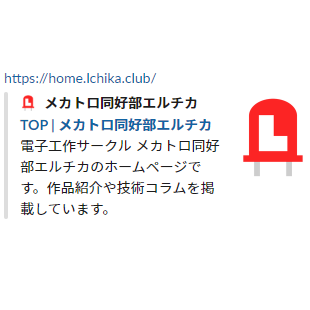 https://home.lchika.club/
メカトロ同好部エルチカ
TOP | メカトロ同好部エルチカ
電子工作サークル メカトロ同好
部エルチカのホームページで
す。作品紹介や技術コラムを掲
載しています。
L